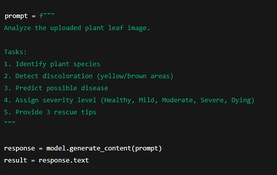 prompt = f"""
Analyze the uploaded plant leaf image.
Tasks:
1. Identify plant species
2. Detect discoloration (yellow/brown areas)
3. Predict possible disease
4. Assign severity level (Healthy, Mild, Moderate, Severe, Dying)
5. Provide 3 rescue tips
"""
response = model.generate_content(prompt)
result = response.text